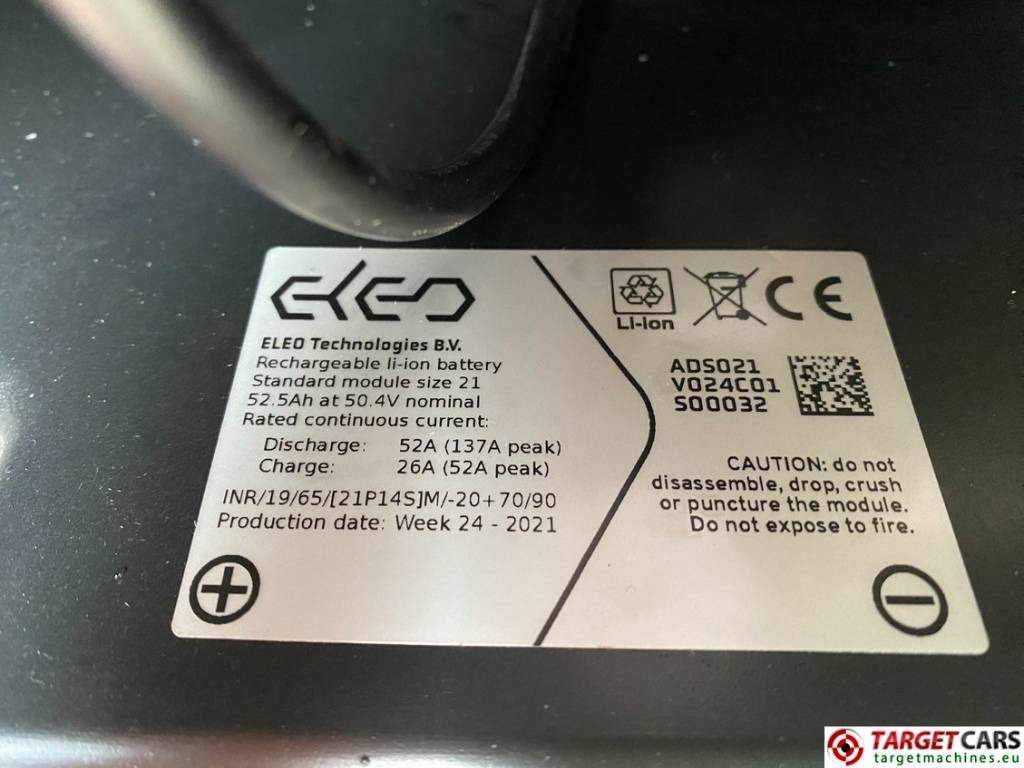 ELEO
ELEO Technologies B.V.
Rechargeable li-ion battery
Standard module size 21
52.5Ah at 50.4V nominal
Rated continuous current:
Discharge: 52A (137A peak)
Charge: 26A (52A peak)
INR/19/65/[21P14S]M/-20+70/90
Production date: Week 24 - 2021
Li-ion
CE
ADS021
V024C01
S00032
CAUTION: do not
disassemble, drop, crush
or puncture the module.
Do not expose to fire.
TARGETCARS
targetmachines.eu